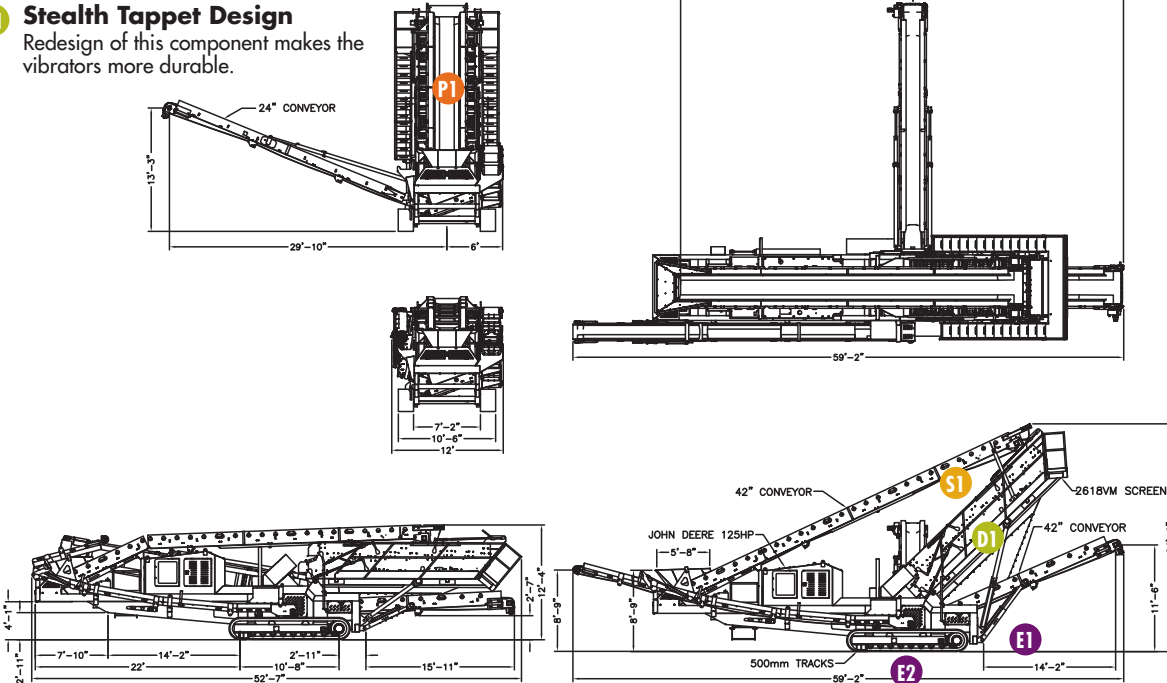 Stealth Tappet Design
Redesign of this component makes the
vibrators more durable.
P1
24" CONVEYOR
13'-3"
29'-10"
6'
59'-2"
7'-2"
10'-6"
12'
42" CONVEYOR
S1
2618VM SCREEN
D1
42" CONVEYOR
JOHN DEERE 125HP
5'-8"
8'-9"
8'-9"
11'-6"
E1
500mm TRACKS
14'-2"
E2
59'-2"
4'-1"
2'-11"
7'-10"
14'-2"
2'-11"
22'
10'-8"
15'-11"
52'-7"
2'-7"
12'-4"